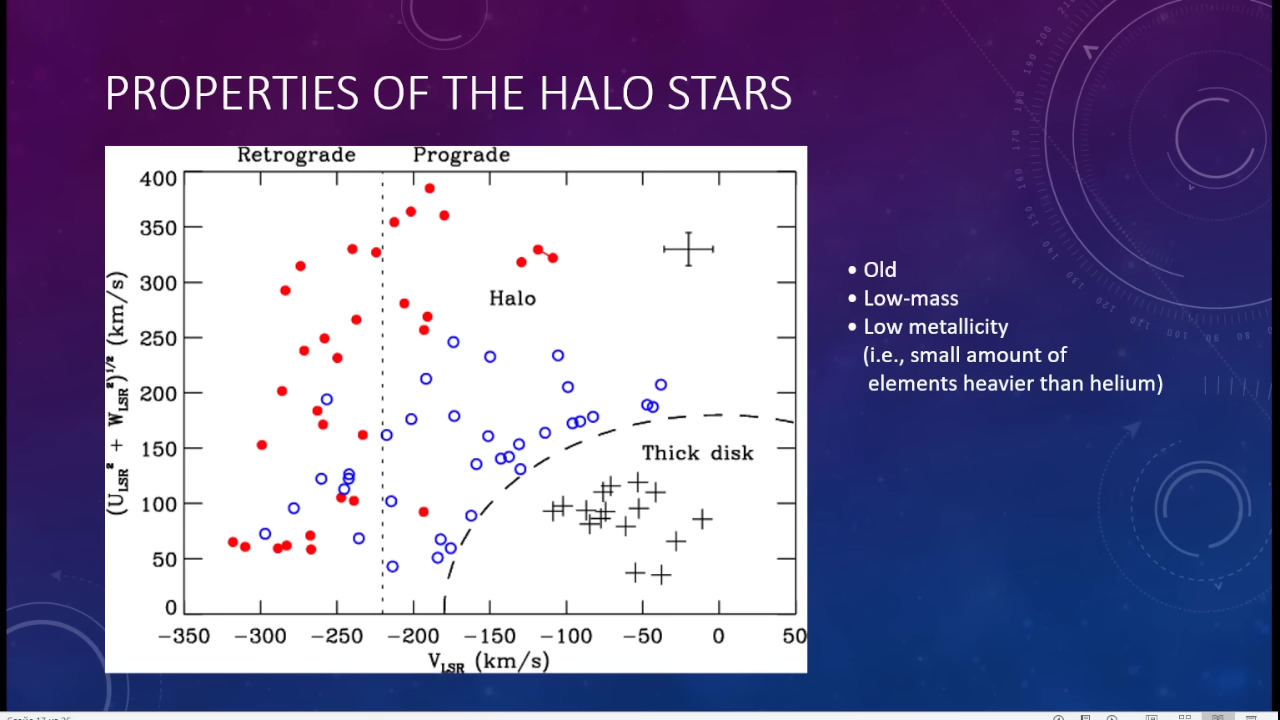 PROPERTIES OF THE HALO STARS
Retrograde Prograde
400
350
300
250
200
150
100
50
0
(U_LSR² + W_LSR²)^1/2 (km/s)
Halo
Thick disk
−350 −300 −250 −200 −150 −100 −50 0 50
V_LSR (km/s)
• Old
• Low-mass
• Low metallicity
(i.e., small amount of
elements heavier than helium)